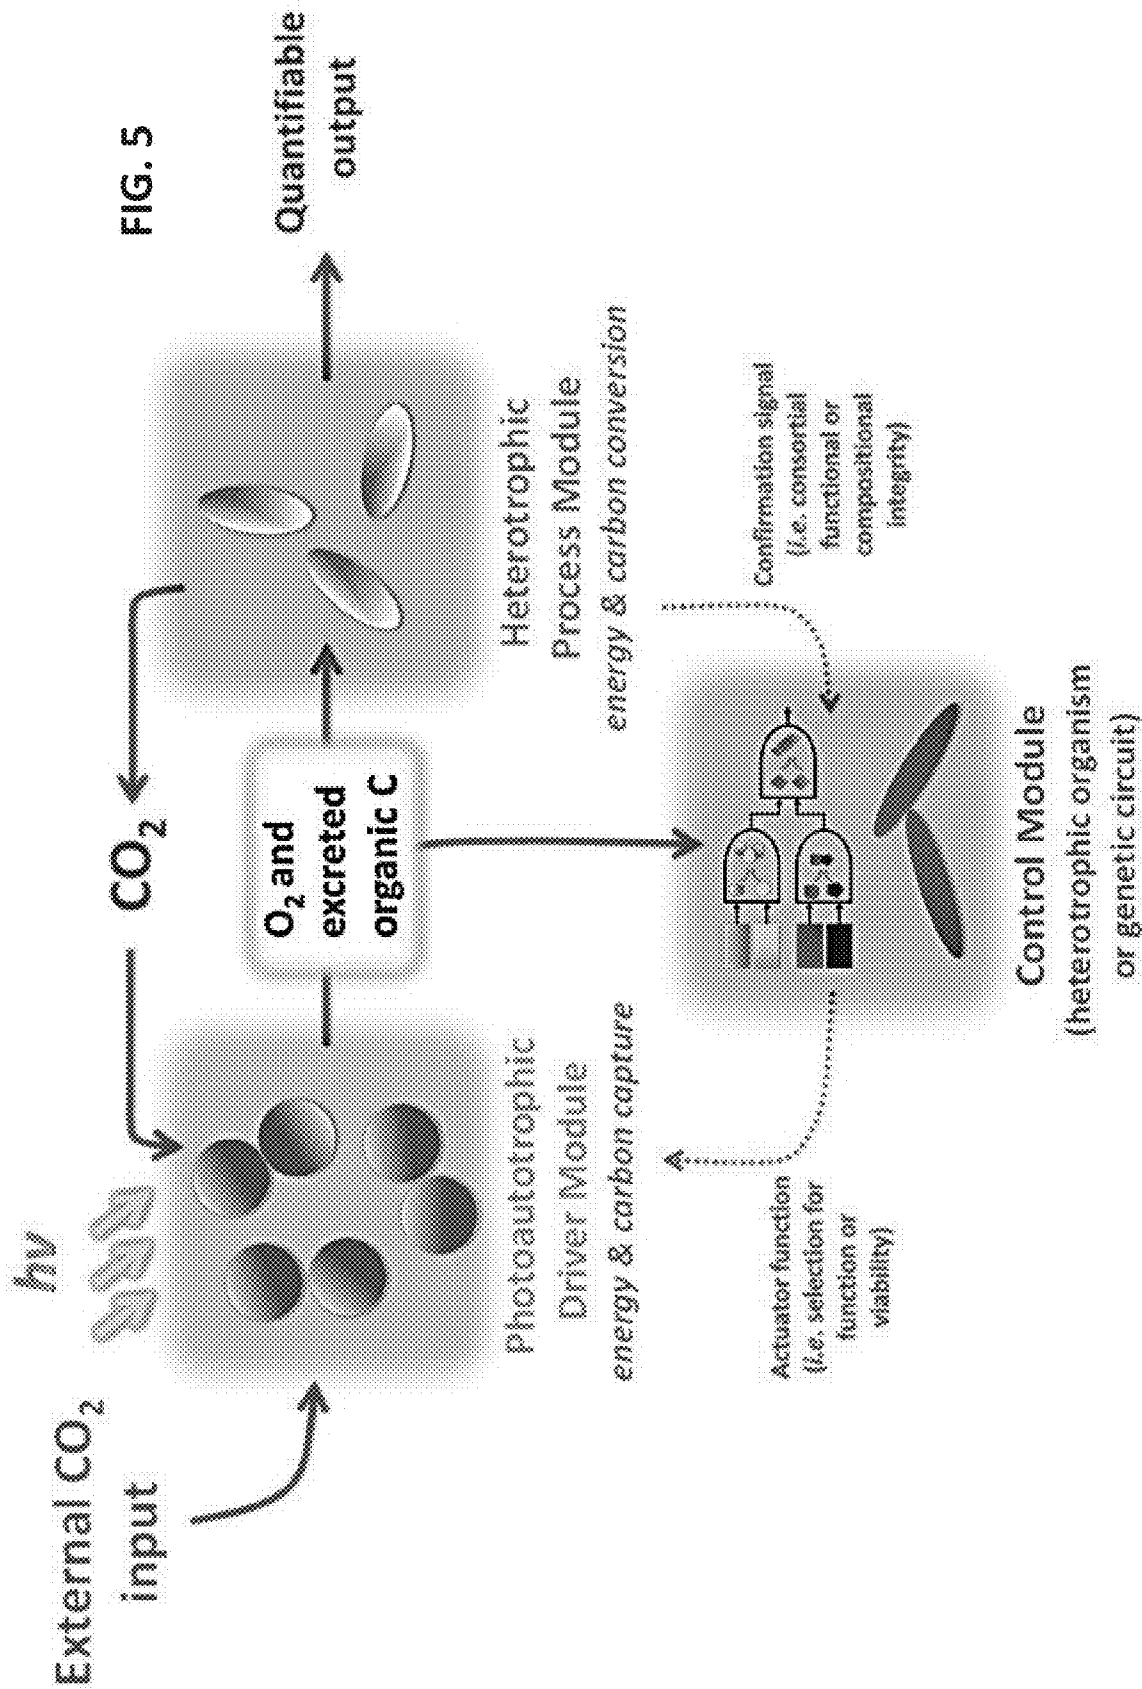 FIG. 5
External CO2
input
hν
CO2
Quantifiable
output
O2 and
excreted
organic C
Photoautotrophic
Driver Module
energy & carbon capture
Heterotrophic
Process Module
energy & carbon conversion
Actuator function
(i.e. selection for
function or
viability)
Confirmation signal
(i.e. consortial
functional or
compositional
integrity)
Control Module
(heterotrophic organism
or genetic circuit)